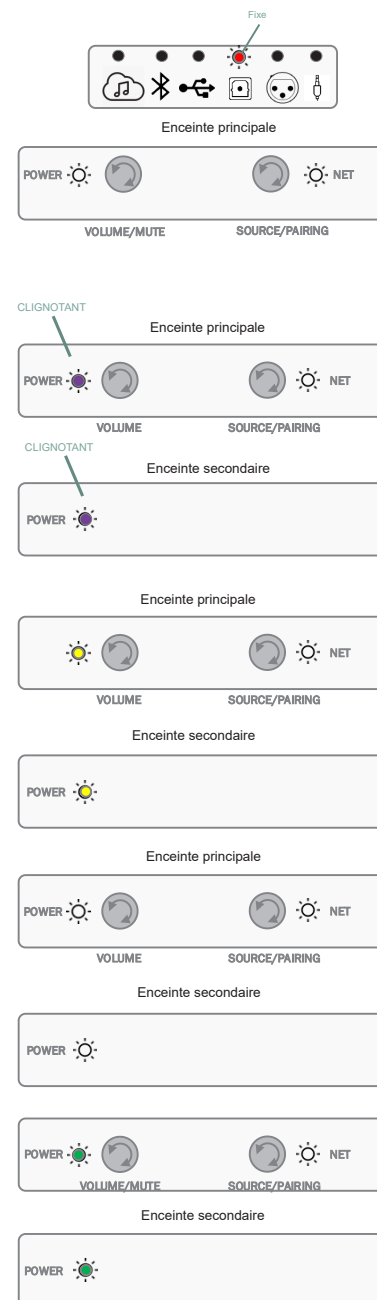 Fixe
Enceinte principale
POWER NET
VOLUME/MUTE SOURCE/PAIRING
CLIGNOTANT
Enceinte principale
POWER NET
VOLUME SOURCE/PAIRING
CLIGNOTANT
Enceinte secondaire
POWER
Enceinte principale
NET
VOLUME SOURCE/PAIRING
Enceinte secondaire
POWER
Enceinte principale
POWER NET
VOLUME SOURCE/PAIRING
Enceinte secondaire
POWER
POWER NET
VOLUME/MUTE SOURCE/PAIRING
Enceinte secondaire
POWER